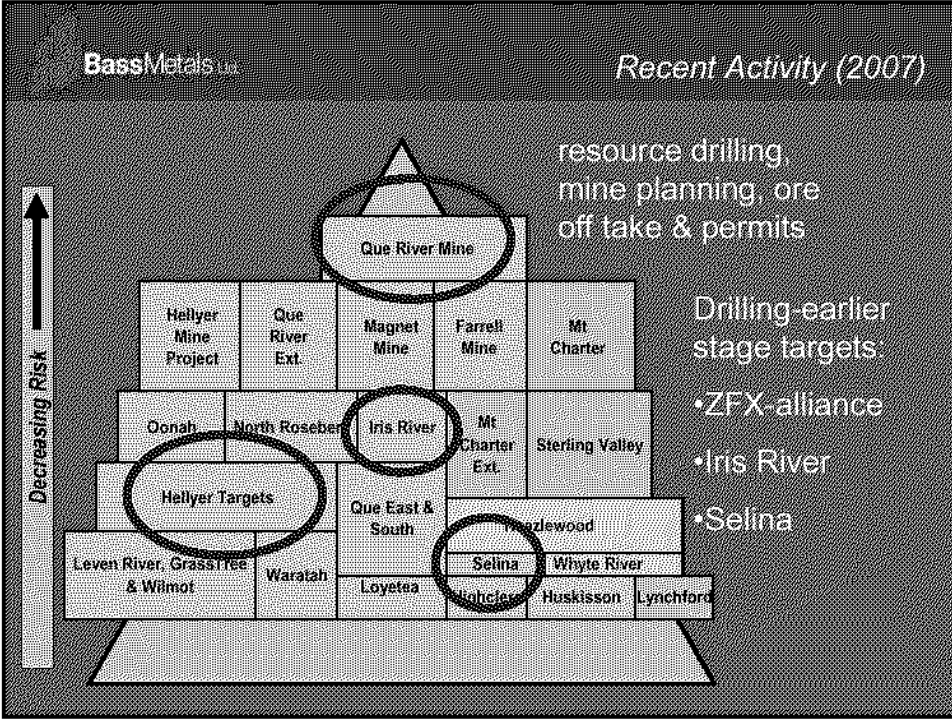 BassMetals Ltd.
Recent Activity (2007)
resource drilling,
mine planning, ore
off take & permits
Drilling-earlier
stage targets:
•ZFX-alliance
•Iris River
•Selina
Decreasing Risk
Que River Mine
Hellyer
Mine
Project
Que
River
Ext.
Magnet
Mine
Farrell
Mine
Mt
Charter
Oonah
North Rosebery
Iris River
Mt
Charter
Ext.
Sterling Valley
Hellyer Targets
Que East &
South
Heazlewood
Leven River, GrassTree
& Wilmot
Waratah
Selina
Whyte River
Loyetea
Highclere
Huskisson
Lynchford